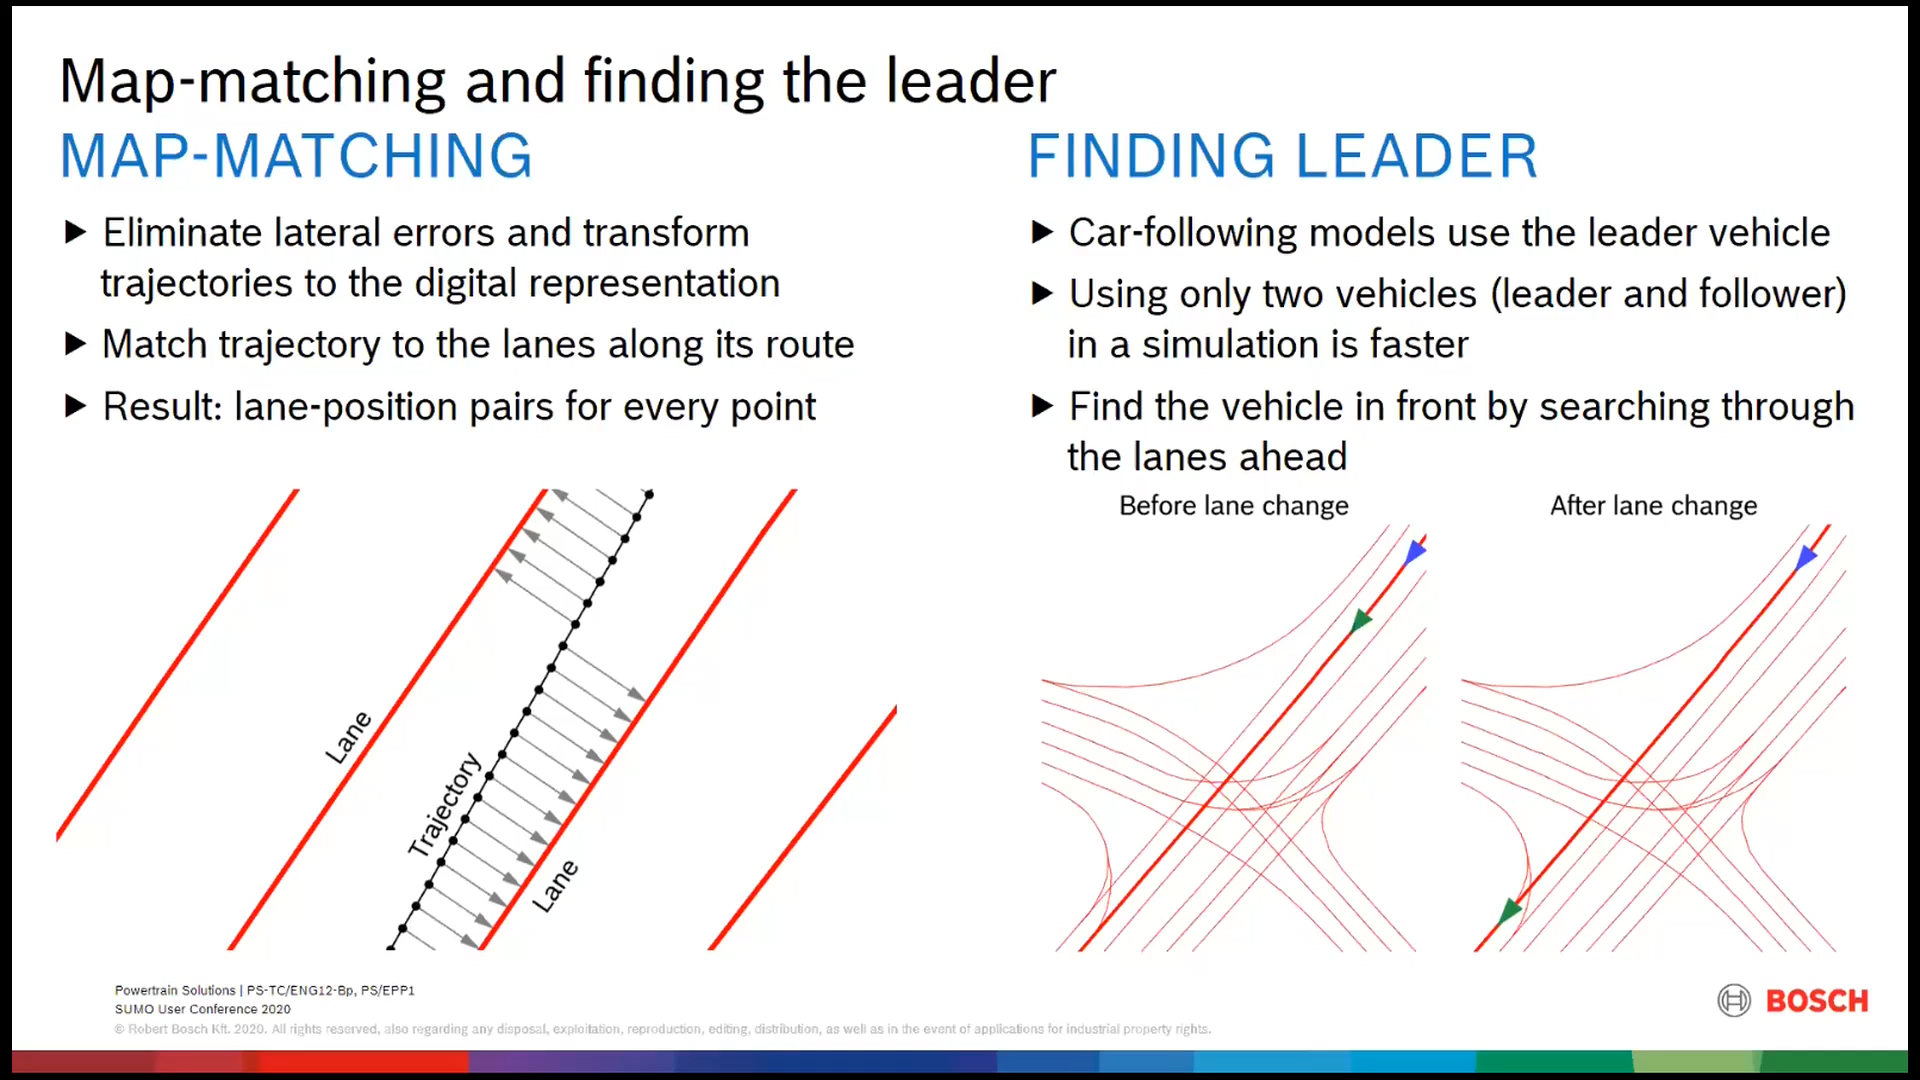 Map-matching and finding the leader
MAP-MATCHING
▶ Eliminate lateral errors and transform
trajectories to the digital representation
▶ Match trajectory to the lanes along its route
▶ Result: lane-position pairs for every point
Lane
Trajectory
Lane
FINDING LEADER
▶ Car-following models use the leader vehicle
▶ Using only two vehicles (leader and follower)
in a simulation is faster
▶ Find the vehicle in front by searching through
the lanes ahead
Before lane change
After lane change
Powertrain Solutions | PS-TC/ENG12-Bp, PS/EPP1
SUMO User Conference 2020
© Robert Bosch Kft. 2020. All rights reserved, also regarding any disposal, exploitation, reproduction, editing, distribution, as well as in the event of applications for industrial property rights.
BOSCH